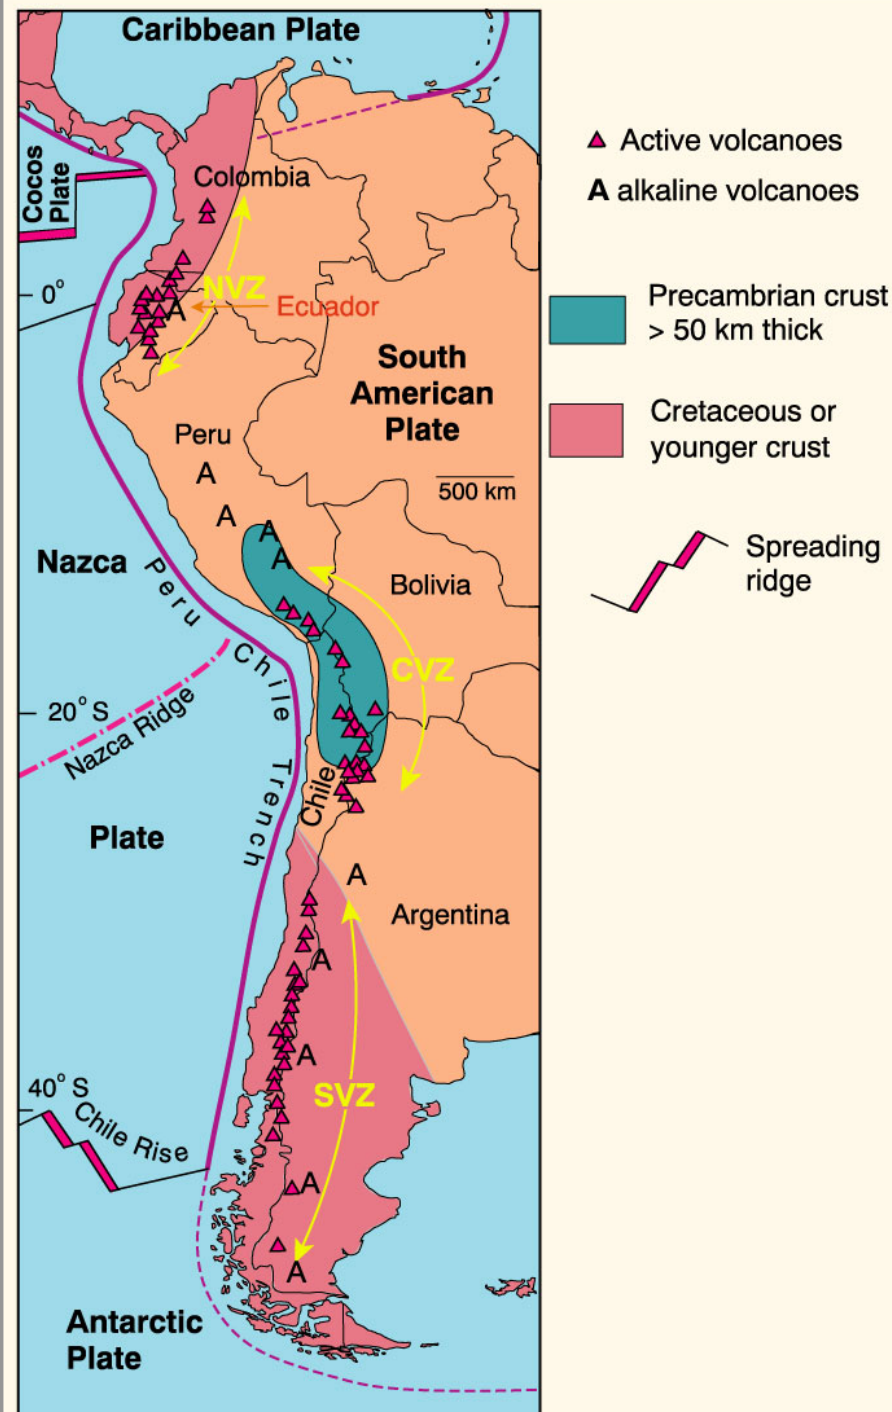 Caribbean Plate
Cocos
Plate
Colombia
0°
NVZ
A
Ecuador
South
American
Plate
Peru
A
500 km
A
A
Nazca
A
Peru
Bolivia
Chile
CVZ
20° S
Nazca Ridge
Trench
Chile
Plate
A
Argentina
A
A
40° S
SVZ
Chile Rise
A
A
Antarctic
Plate
Active volcanoes
A alkaline volcanoes
Precambrian crust
> 50 km thick
Cretaceous or
younger crust
Spreading
ridge